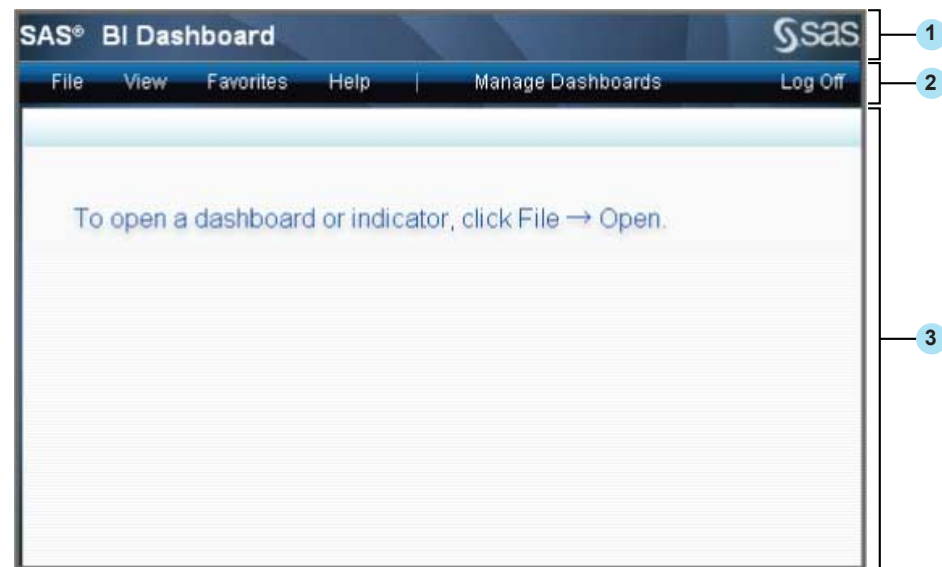 SAS® BI Dashboard
sas
1
File View Favorites Help | Manage Dashboards Log Off
2
To open a dashboard or indicator, click File → Open.
3